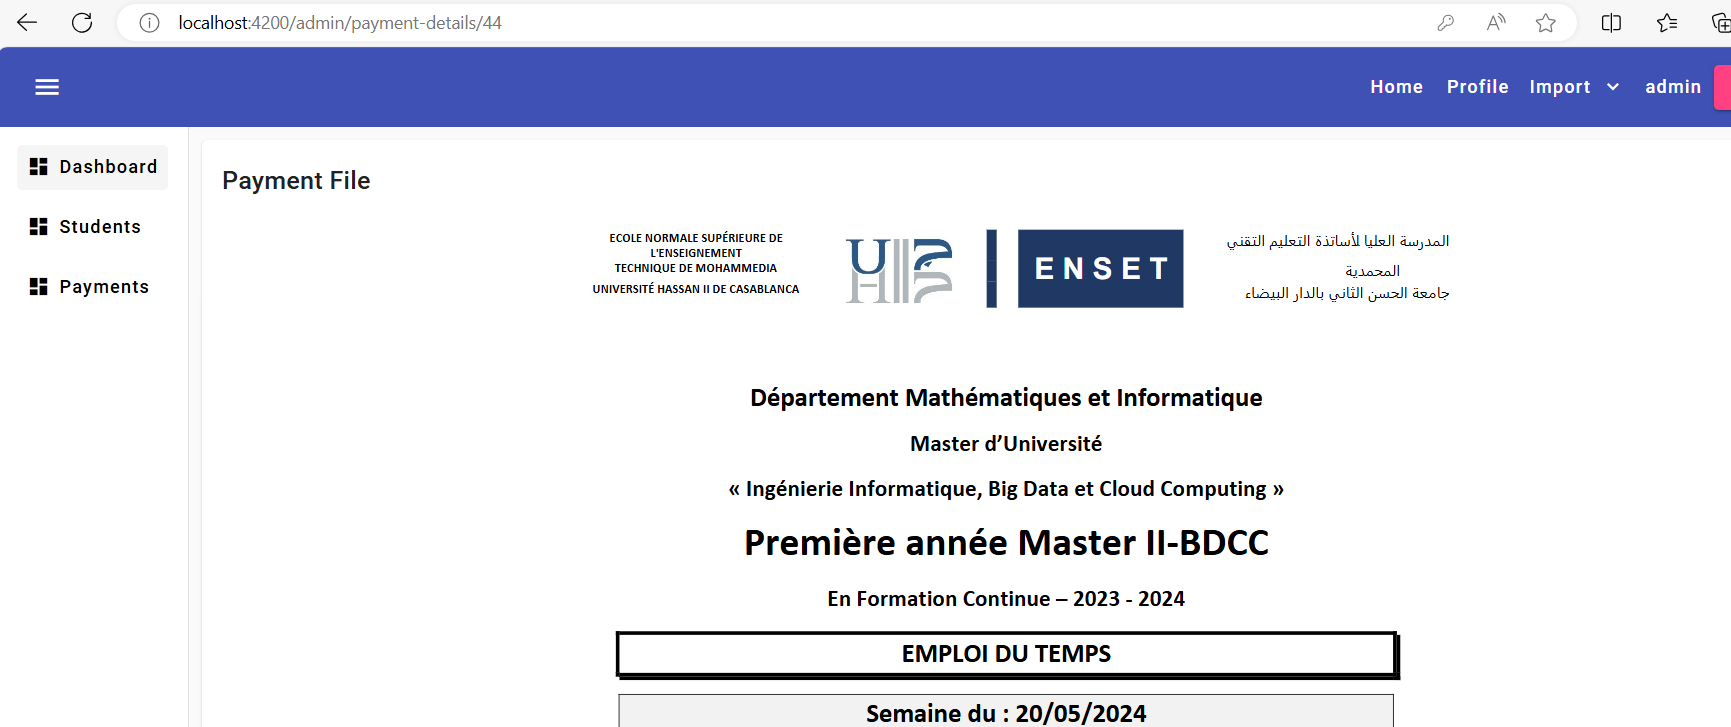 localhost:4200/admin/payment-details/44
Home Profile Import admin
Dashboard
Students
Payments
Payment File
ECOLE NORMALE SUPÉRIEURE DE
L'ENSEIGNEMENT
TECHNIQUE DE MOHAMMEDIA
UNIVERSITÉ HASSAN II DE CASABLANCA
ENSET
المدرسة العليا لأساتذة التعليم التقني
المحمدية
جامعة الحسن الثاني بالدار البيضاء
Département Mathématiques et Informatique
Master d’Université
« Ingénierie Informatique, Big Data et Cloud Computing »
Première année Master II-BDCC
En Formation Continue – 2023 - 2024
EMPLOI DU TEMPS
Semaine du : 20/05/2024